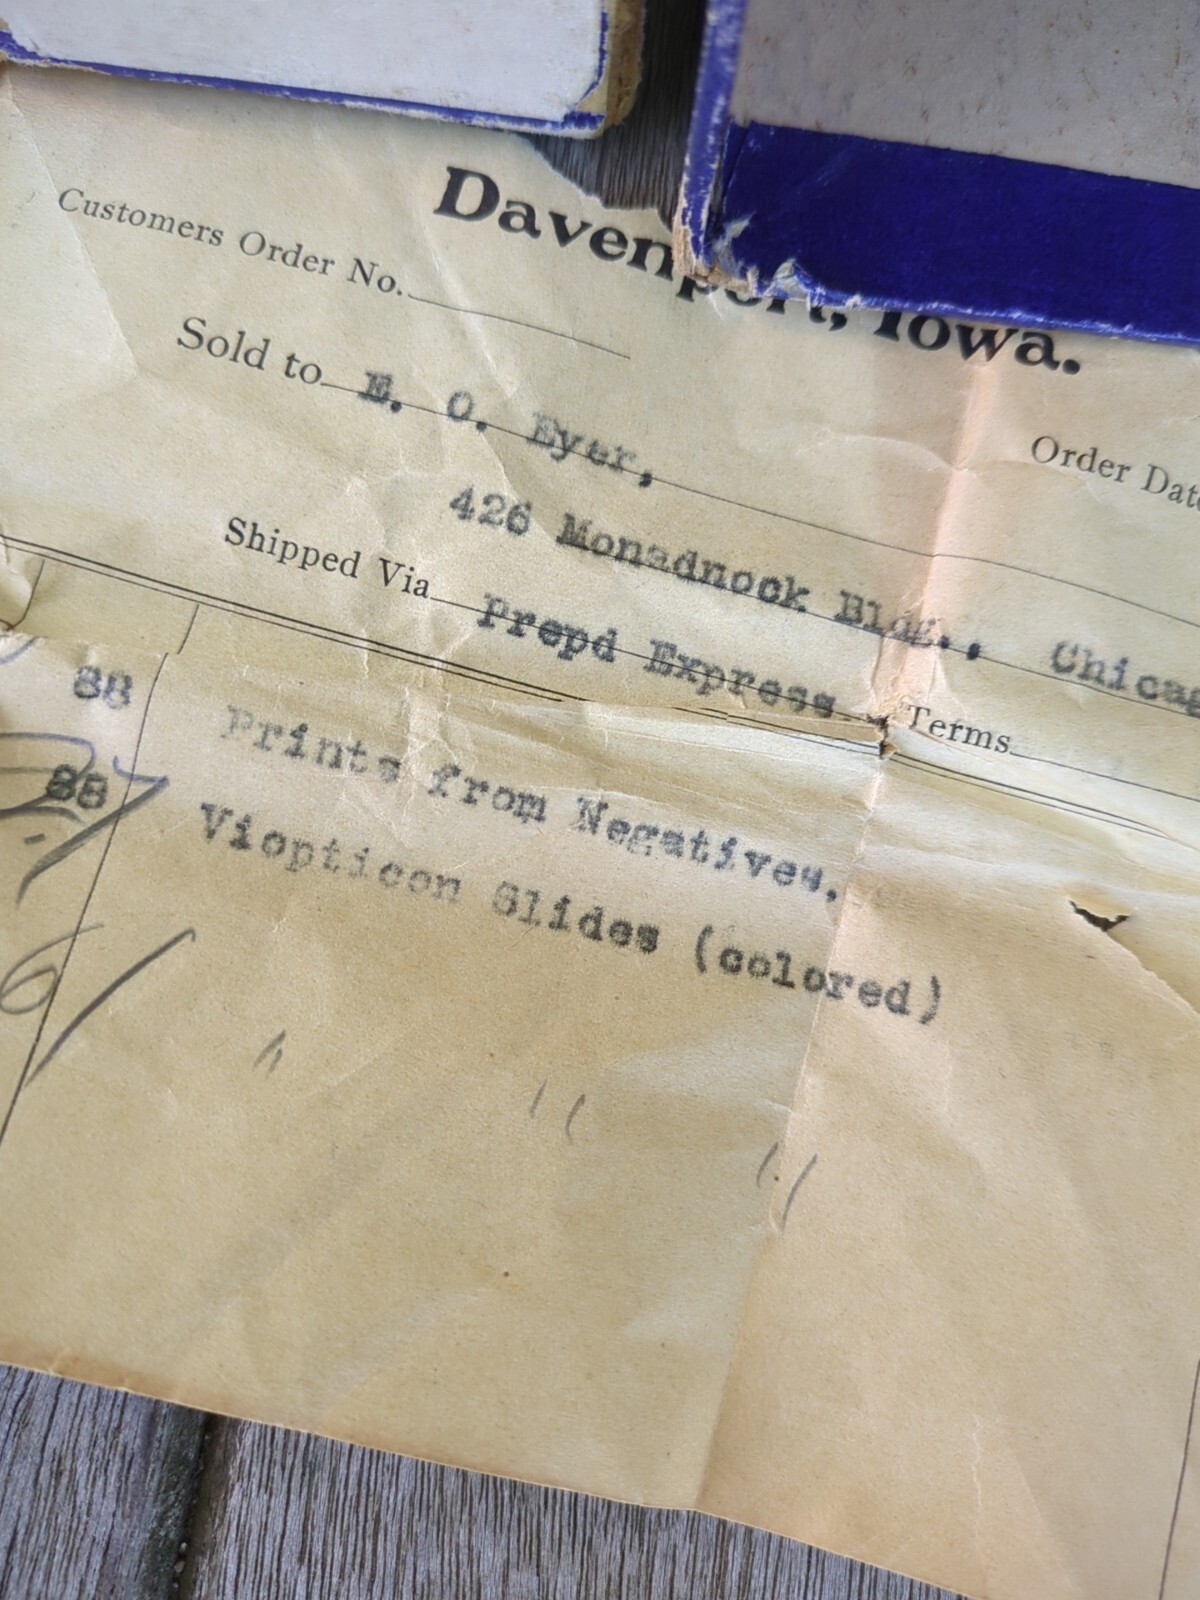 Davenport, Iowa.
Customers Order No.
Sold to E. O. Eyer,
Order Date
426 Monadnock Bldg., Chicag
Shipped Via Prepd Express
Terms
88 Prints from Negatives.
88 Viopticon Slides (colored)
" " "